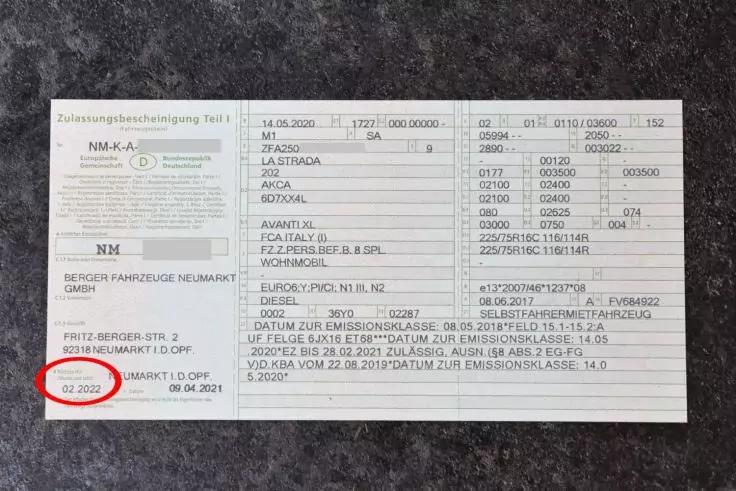 Zulassungsbescheinigung Teil I
(Fahrzeugschein)
NM-K-A-
Europäische Gemeinschaft D Bundesrepublik Deutschland
NM
BERGER FAHRZEUGE NEUMARKT
GMBH
FRITZ-BERGER-STR. 2
92318 NEUMARKT I.D.OPF.
NEUMARKT I.D.OPF.
02.2022 09.04.2021
14.05.2020 1727 000 00000 -
M1 SA
ZFA250 9
LA STRADA
202
AKCA
6D7XX4L
AVANTI XL
FCA ITALY (I)
FZ.Z.PERS.BEF.B. 8 SPL.
WOHNMOBIL
-
EURO6;Y;PI/CI; N1 III, N2
DIESEL
0002 36Y0 02287
02 01 0110 / 03600 152
05994 - - 2050 - -
2890 - - 003022 - -
- 00120 -
0177 003500 003500
02100 02400 -
02100 02400 -
080 02625 074
03000 0750 004 -
225/75R16C 116/114R
225/75R16C 116/114R
-
-
e13*2007/46*1237*08
08.06.2017 A FV684922
SELBSTFAHRERMIETFAHRZEUG
DATUM ZUR EMISSIONSKLASSE: 08.05.2018*FELD 15.1-15.2:A
UF FELGE 6JX16 ET68***DATUM ZUR EMISSIONSKLASSE: 14.05
.2020*EZ BIS 28.02.2021 ZULÄSSIG, AUSN.(§8 ABS.2 EG-FG
V)D.KBA VOM 22.08.2019*DATUM ZUR EMISSIONSKLASSE: 14.0
5.2020*